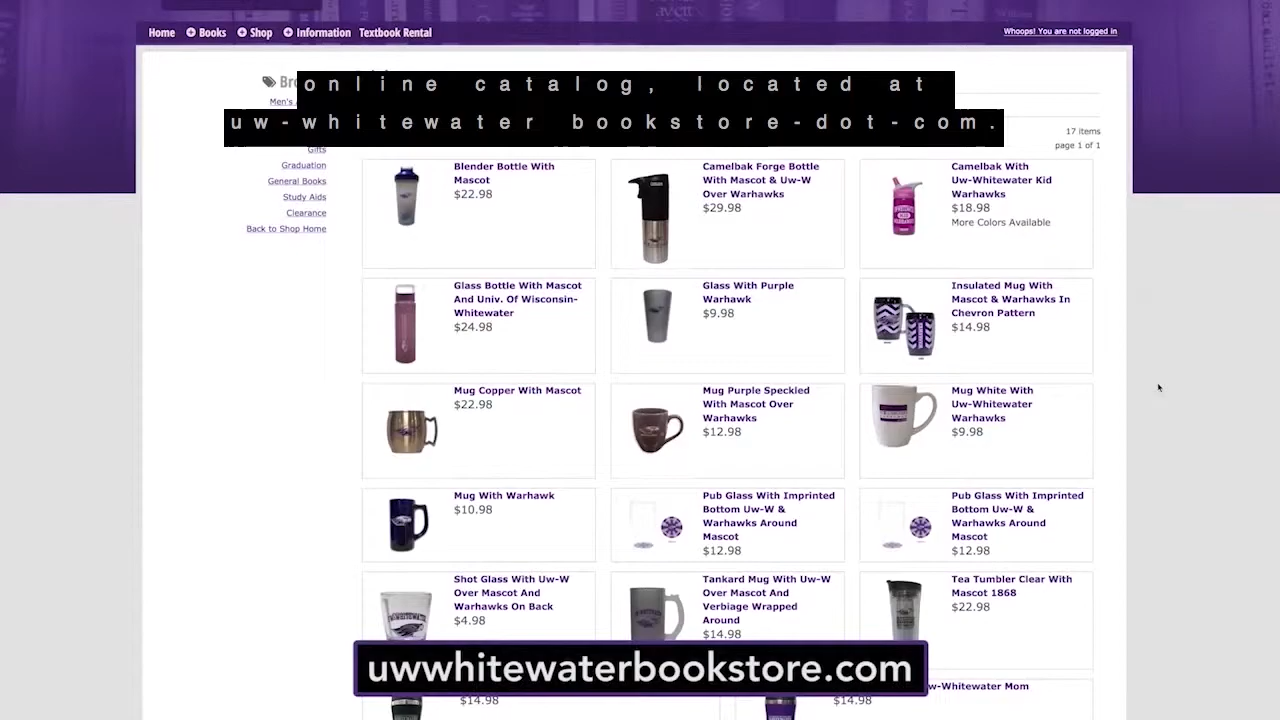 Home Books Shop Information Textbook Rental
Whoops! You are not logged in
online catalog, located at
uw-whitewater bookstore-dot-com.
Men's
Gifts
Graduation
General Books
Study Aids
Clearance
Back to Shop Home
17 items
page 1 of 1
Blender Bottle With
Mascot
$22.98
Camelbak Forge Bottle
With Mascot & Uw-W
Over Warhawks
$29.98
Camelbak With
Uw-Whitewater Kid
Warhawks
$18.98
More Colors Available
Glass Bottle With Mascot
And Univ. Of Wisconsin-
Whitewater
$24.98
Glass With Purple
Warhawk
$9.98
Insulated Mug With
Mascot & Warhawks In
Chevron Pattern
$14.98
Mug Copper With Mascot
$22.98
Mug Purple Speckled
With Mascot Over
Warhawks
$12.98
Mug White With
Uw-Whitewater
Warhawks
$9.98
Mug With Warhawk
$10.98
Pub Glass With Imprinted
Bottom Uw-W &
Warhawks Around
Mascot
$12.98
Pub Glass With Imprinted
Bottom Uw-W &
Warhawks Around
Mascot
$12.98
Shot Glass With Uw-W
Over Mascot And
Warhawks On Back
$4.98
Tankard Mug With Uw-W
Over Mascot And
Verbiage Wrapped
Around
$14.98
Tea Tumbler Clear With
Mascot 1868
$22.98
uwwhitewaterbookstore.com
w-Whitewater Mom
$14.98
$14.98